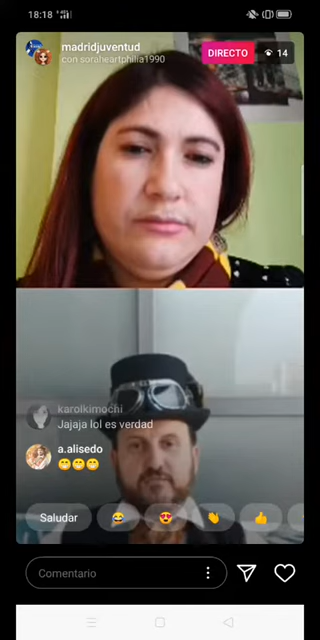 18:18
madridjuventud
con soraheartphilia1990
DIRECTO
14
karolkimochi
Jajaja lol es verdad
a.alisedo
😁😁😁
Saludar
😂 😍 👏 👍
Comentario